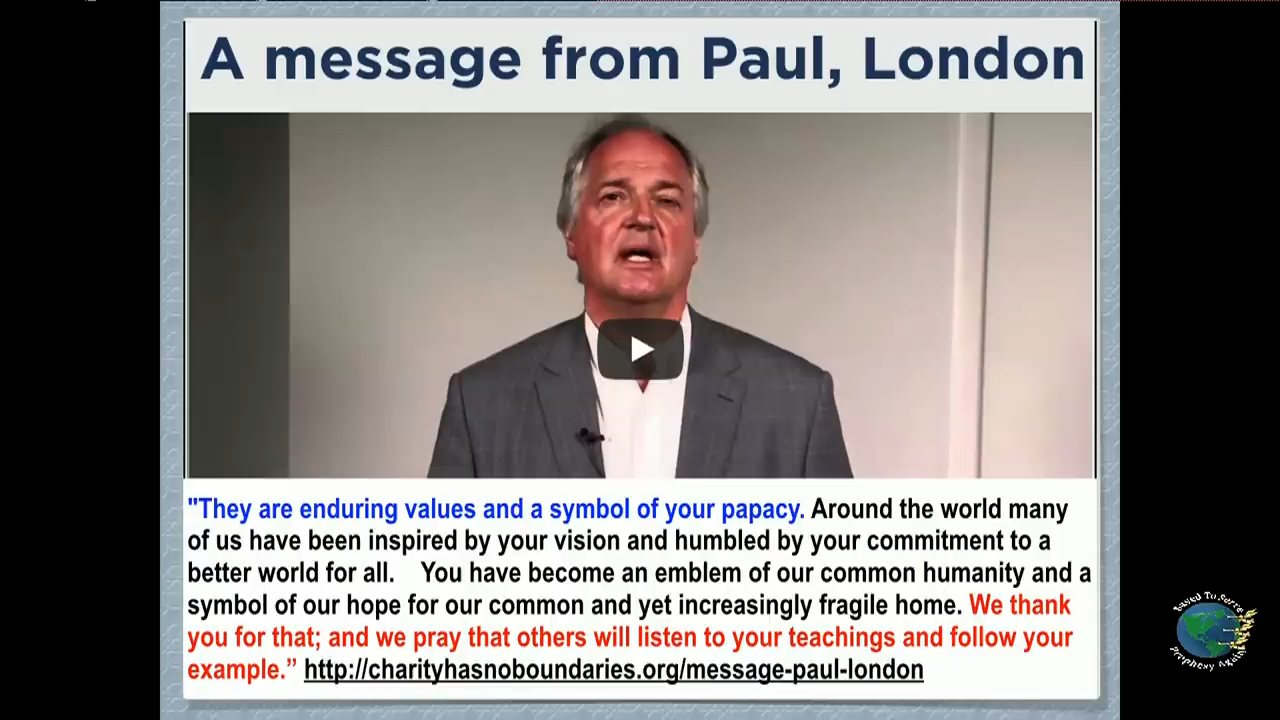 A message from Paul, London
"They are enduring values and a symbol of your papacy. Around the world many
of us have been inspired by your vision and humbled by your commitment to a
better world for all. You have become an emblem of our common humanity and a
symbol of our hope for our common and yet increasingly fragile home. We thank
you for that; and we pray that others will listen to your teachings and follow your
example.” http://charityhasnoboundaries.org/message-paul-london
To Serve
Prophecy Again